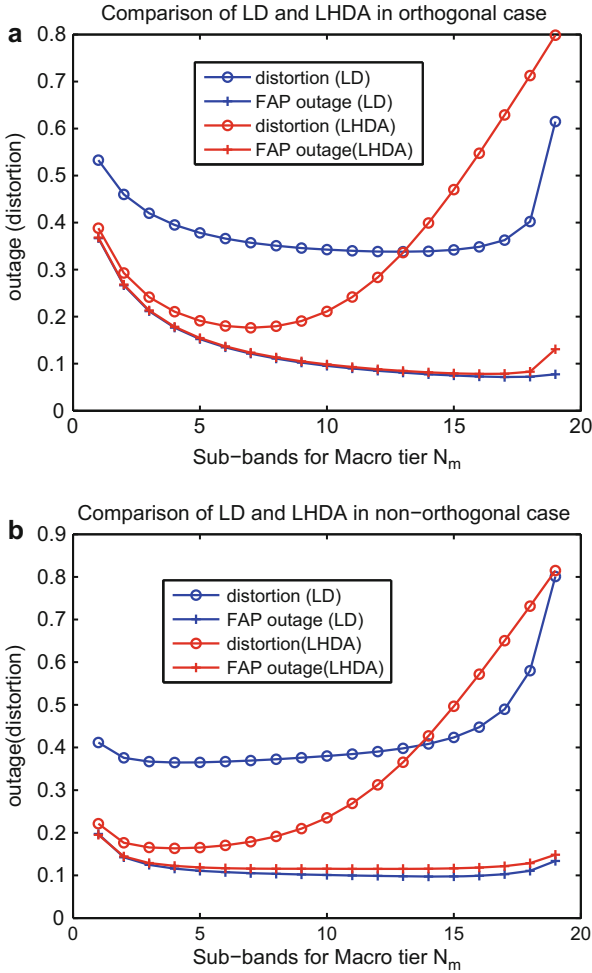 Comparison of LD and LHDA in orthogonal case
a
0.8
0.7
0.6
0.5
0.4
0.3
0.2
0.1
0
outage (distortion)
distortion (LD)
FAP outage (LD)
distortion (LHDA)
FAP outage(LHDA)
0 5 10 15 20
Sub-bands for Macro tier Nm
Comparison of LD and LHDA in non-orthogonal case
b
0.9
0.8
0.7
0.6
0.5
0.4
0.3
0.2
0.1
0
outage(distortion)
distortion (LD)
FAP outage (LD)
distortion(LHDA)
FAP outage(LHDA)
0 5 10 15 20
Sub-bands for Macro tier Nm